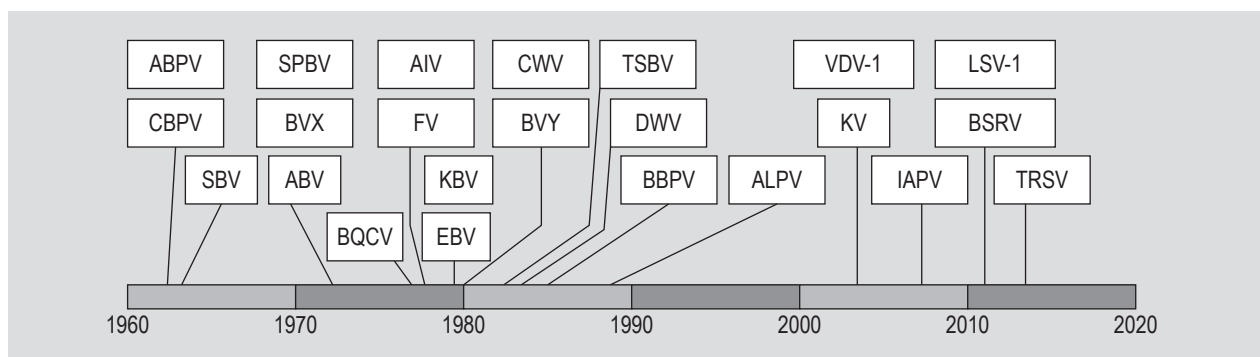 ABPV SPBV AIV CWV TSBV VDV-1 LSV-1
CBPV BVX FV BVY DWV KV BSRV
SBV ABV KBV BBPV ALPV IAPV TRSV
BQCV EBV
1960 1970 1980 1990 2000 2010 2020